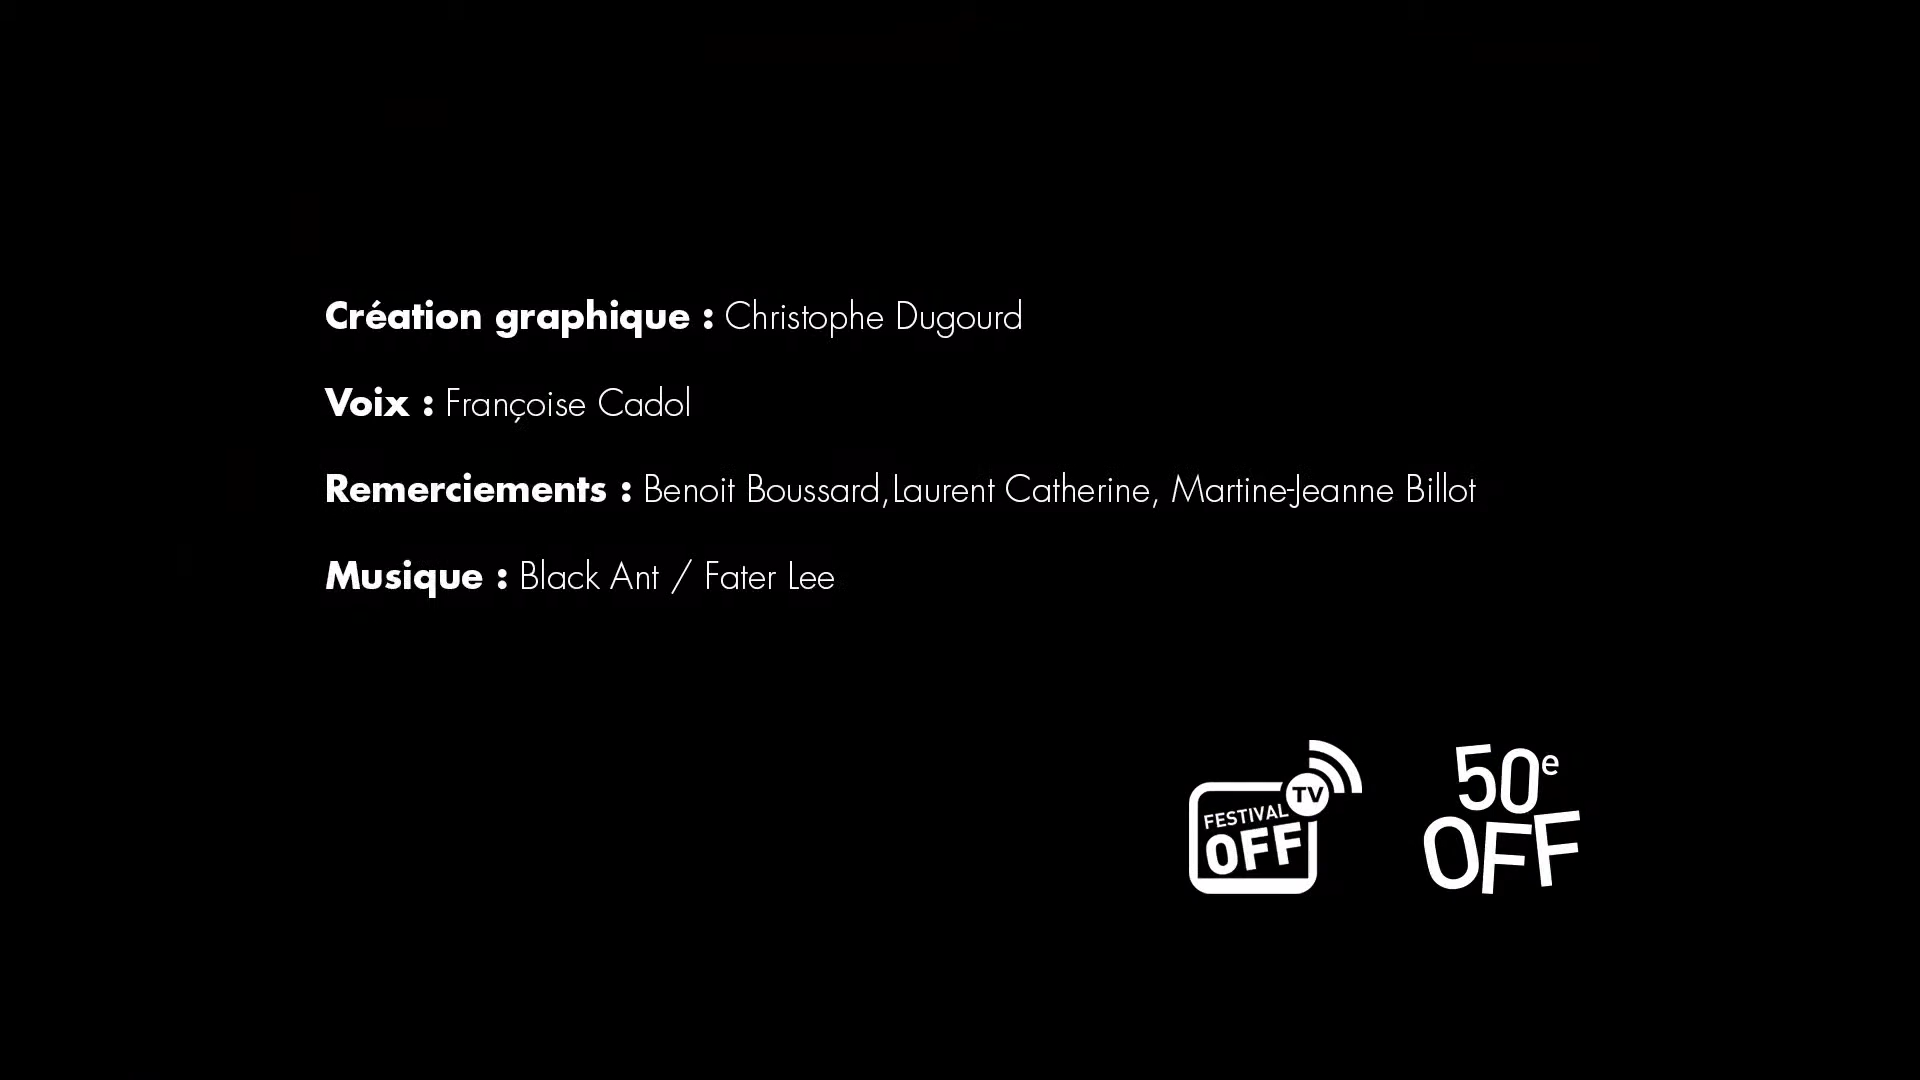 Création graphique : Christophe Dugourd
Voix : Françoise Cadol
Remerciements : Benoit Boussard,Laurent Catherine, Martine-Jeanne Billot
Musique : Black Ant / Fater Lee
TV
FESTIVAL
OFF
50e
OFF